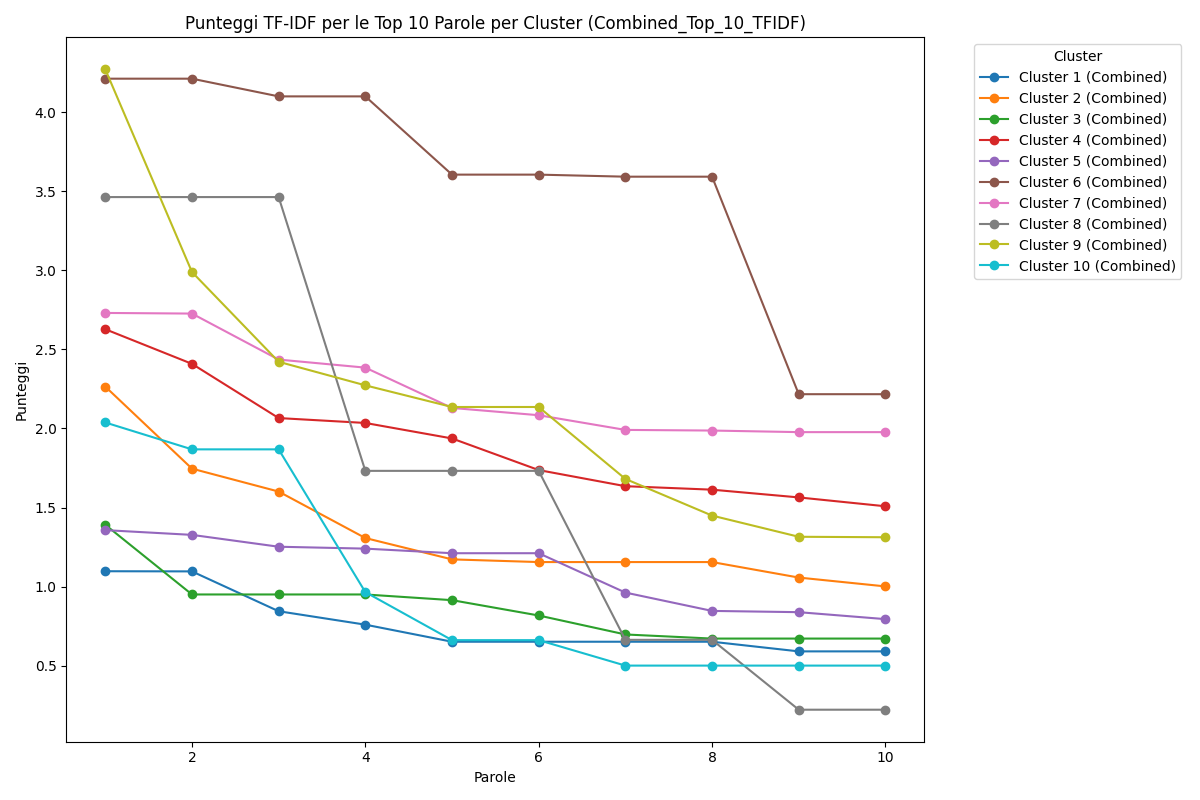 Punteggi TF-IDF per le Top 10 Parole per Cluster (Combined_Top_10_TFIDF)
Punteggi
4.0
3.5
3.0
2.5
2.0
1.5
1.0
0.5
2
4
6
8
10
Parole
Cluster
Cluster 1 (Combined)
Cluster 2 (Combined)
Cluster 3 (Combined)
Cluster 4 (Combined)
Cluster 5 (Combined)
Cluster 6 (Combined)
Cluster 7 (Combined)
Cluster 8 (Combined)
Cluster 9 (Combined)
Cluster 10 (Combined)